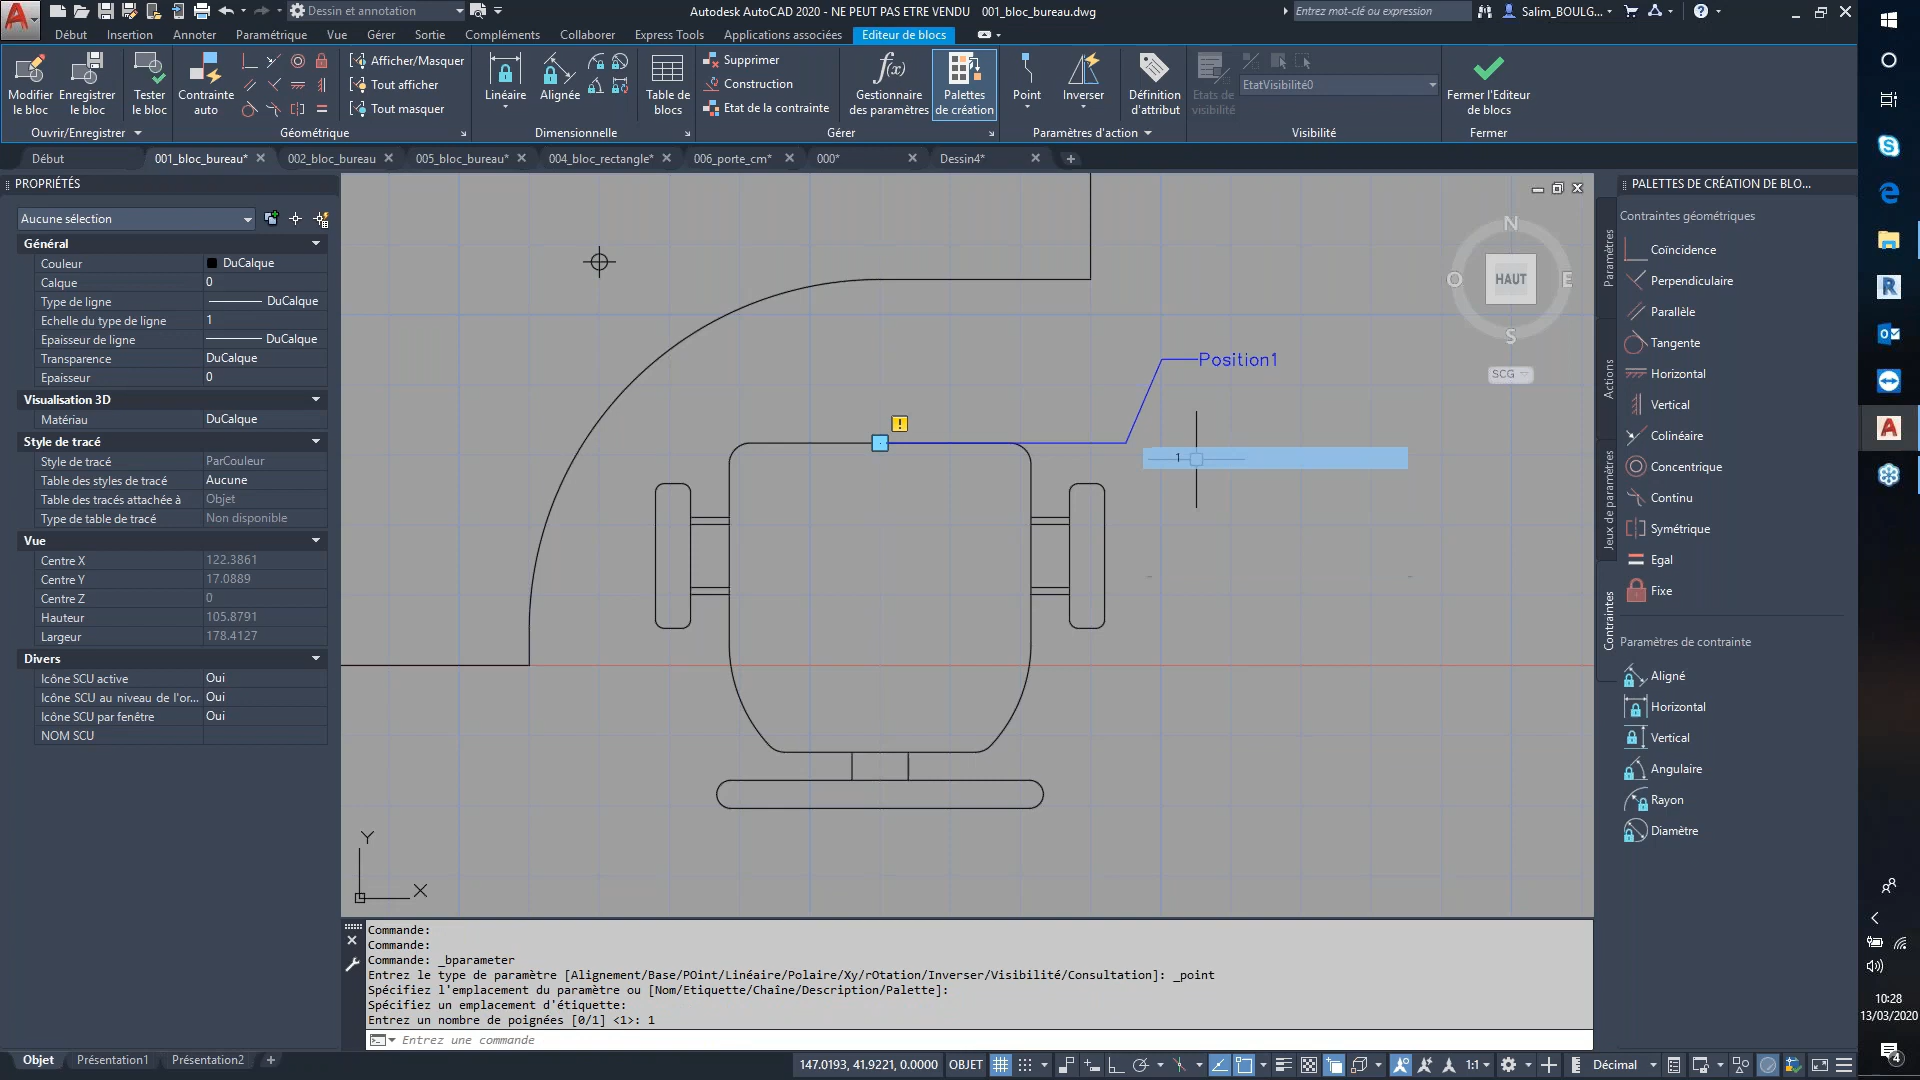 Dessin et annotation
Autodesk AutoCAD 2020 - NE PEUT PAS ETRE VENDU 001_bloc_bureau.dwg
Entrez mot-clé ou expression
Salim_BOULG...
Début Insertion Annoter Paramétrique Vue Gérer Sortie Compléments Collaborer Express Tools Applications associées Editeur de blocs
Modifier le bloc
Enregistrer le bloc
Tester le bloc
Contrainte auto
Afficher/Masquer
Tout afficher
Tout masquer
Linéaire
Alignée
Table de blocs
Supprimer
Construction
Etat de la contrainte
Gestionnaire des paramètres
Palettes de création
Point
Inverser
Définition d'attribut
Etats de visibilité
EtatVisibilité0
Fermer l'Editeur de blocs
Ouvrir/Enregistrer Géométrique Dimensionnelle Gérer Paramètres d'action Visibilité Fermer
Début 001_bloc_bureau* 002_bloc_bureau 005_bloc_bureau* 004_bloc_rectangle* 006_porte_cm* 000* Dessin4*
PROPRIÉTÉS
Aucune sélection
Général
Couleur DuCalque
Calque 0
Type de ligne DuCalque
Echelle du type de ligne 1
Epaisseur de ligne DuCalque
Transparence DuCalque
Epaisseur 0
Visualisation 3D
Matériau DuCalque
Style de tracé
Style de tracé ParCouleur
Table des styles de tracé Aucune
Table des tracés attachée à Objet
Type de table de tracé Non disponible
Vue
Centre X 122.3861
Centre Y 17.0889
Centre Z 0
Hauteur 105.8791
Largeur 178.4127
Divers
Icône SCU active Oui
Icône SCU au niveau de l'or... Oui
Icône SCU par fenêtre Oui
NOM SCU
Position1
!
1
N
O HAUT E
S
SCG
Y
X
PALETTES DE CRÉATION DE BLO...
Paramètres
Actions
Jeux de paramètres
Contraintes
Contraintes géométriques
Coïncidence
Perpendiculaire
Parallèle
Tangente
Horizontal
Vertical
Colinéaire
Concentrique
Continu
Symétrique
Egal
Fixe
Paramètres de contrainte
Aligné
Horizontal
Vertical
Angulaire
Rayon
Diamètre
Commande:
Commande:
Commande: _bparameter
Entrez le type de paramètre [Alignement/Base/POint/Linéaire/Polaire/Xy/rOtation/Inverser/Visibilité/Consultation]: _point
Spécifiez l'emplacement du paramètre ou [Nom/Etiquette/Chaîne/Description/Palette]:
Spécifiez un emplacement d'étiquette:
Entrez un nombre de poignées [0/1] <1>: 1
Entrez une commande
Objet Présentation1 Présentation2
147.0193, 41.9221, 0.0000 OBJET 1:1 Décimal
10:28
13/03/2020
4